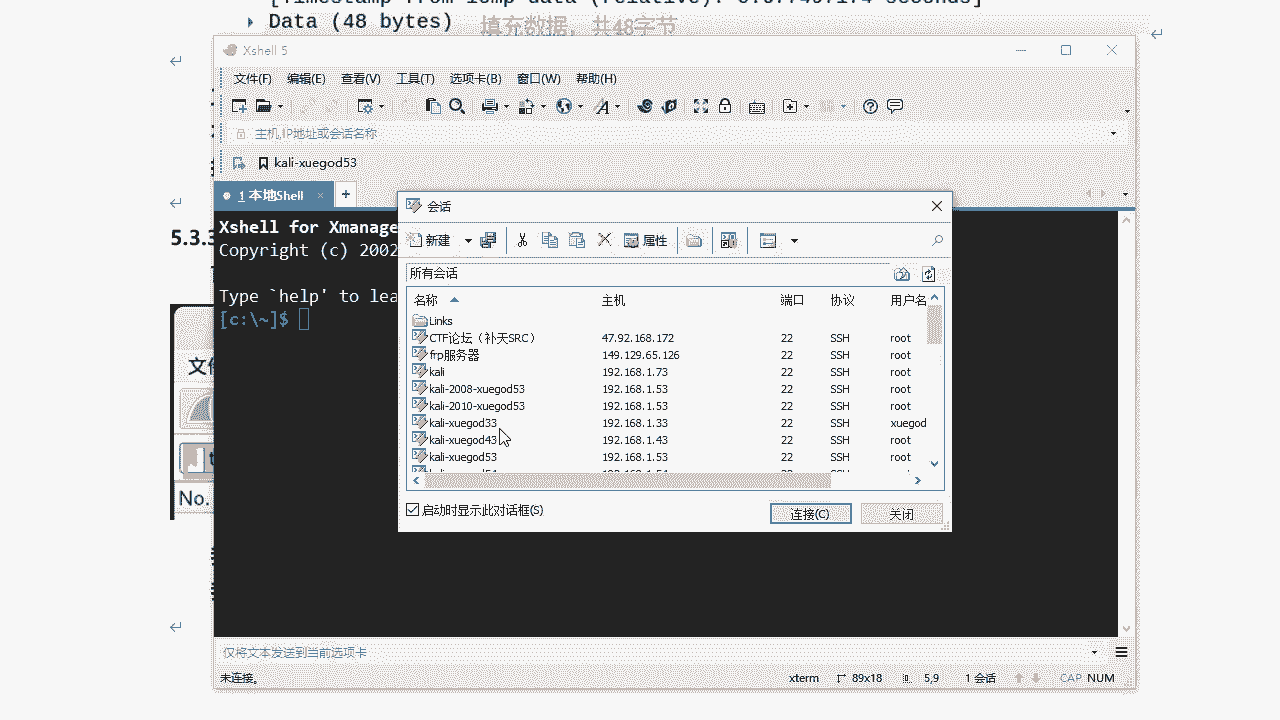 Data (48 bytes) 填充数据，共48字节
Xshell 5
文件(F) 编辑(E) 查看(V) 工具(T) 选项卡(B) 窗口(W) 帮助(H)
主机,IP地址或会话名称
kali-xuegod53
1 本地Shell × +
Xshell for Xmanage
Copyright (c) 2002
Type `help' to lea
[c:\~]$
5.3.3
文件
No.
会话
新建 属性
所有会话
名称 主机 端口 协议 用户名
Links
CTF论坛（补天SRC） 47.92.168.172 22 SSH root
frp服务器 149.129.65.126 22 SSH root
kali 192.168.1.73 22 SSH root
kali-2008-xuegod53 192.168.1.53 22 SSH root
kali-2010-xuegod53 192.168.1.53 22 SSH root
kali-xuegod33 192.168.1.33 22 SSH xuegod
kali-xuegod43 192.168.1.43 22 SSH root
kali-xuegod53 192.168.1.53 22 SSH root
启动时显示此对话框(S) 连接(C) 关闭
仅将文本发送到当前选项卡
未连接。 xterm 89x18 5,9 1 会话 CAP NUM